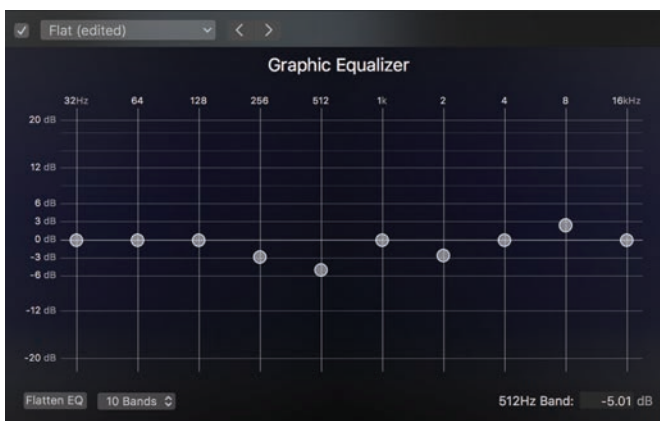 Flat (edited)
Graphic Equalizer
32Hz 64 128 256 512 1k 2 4 8 16kHz
20 dB
12 dB
6 dB
3 dB
0 dB
-3 dB
-6 dB
-12 dB
-20 dB
Flatten EQ 10 Bands 512Hz Band: -5.01 dB